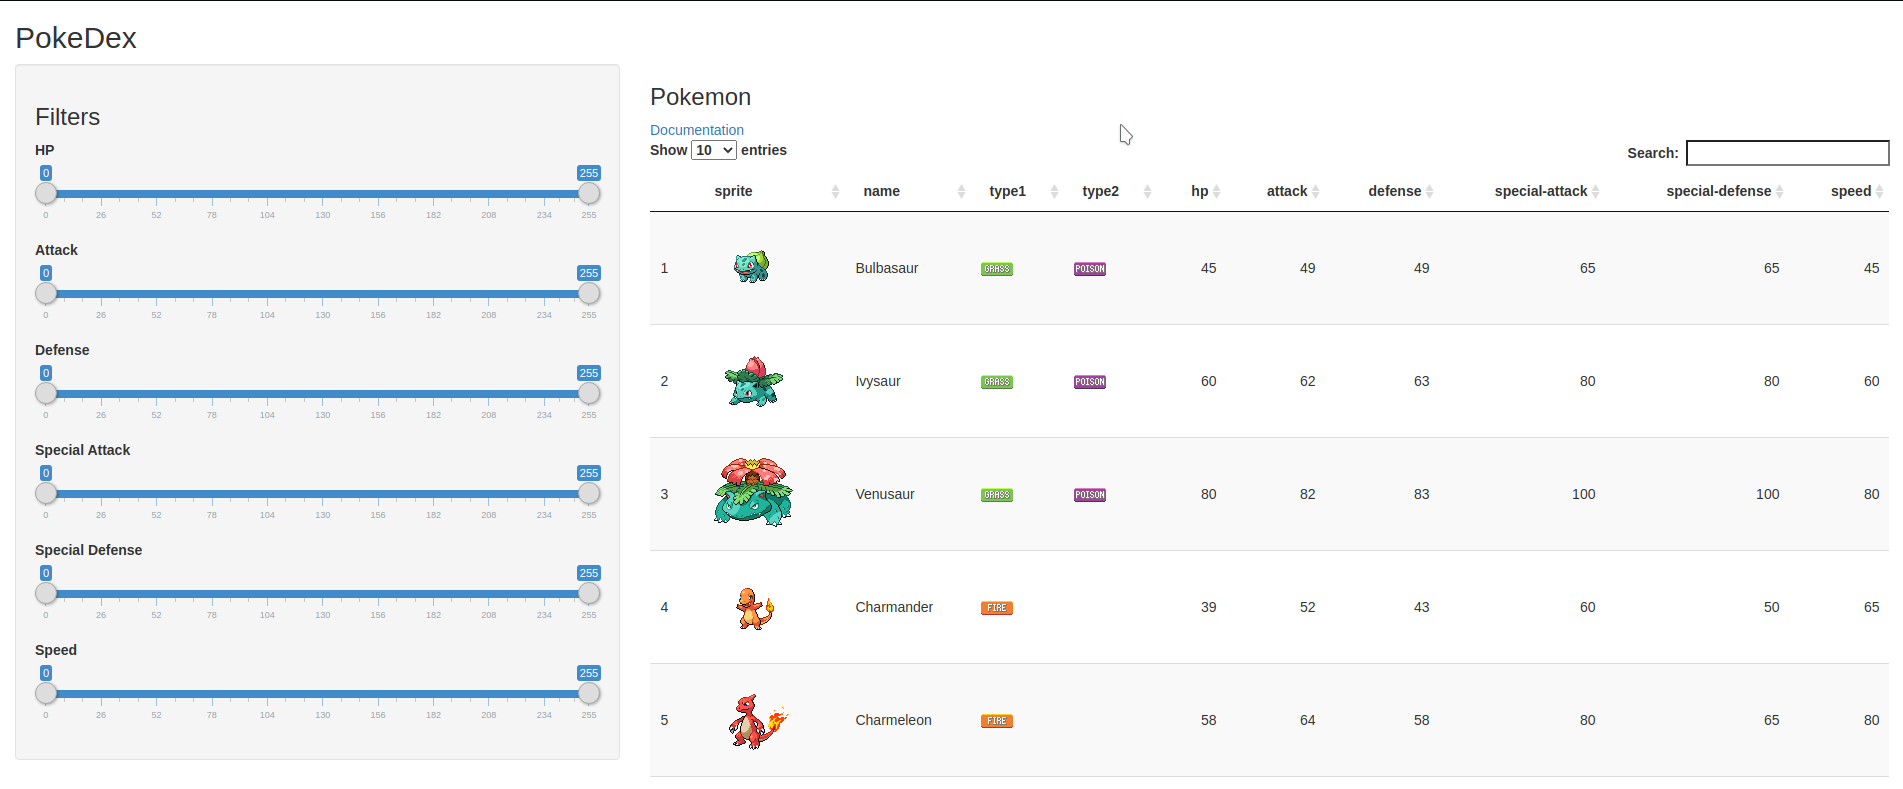 PokeDex
Filters
HP
0 255
0 26 52 78 104 130 156 182 208 234 255
Attack
0 255
0 26 52 78 104 130 156 182 208 234 255
Defense
0 255
0 26 52 78 104 130 156 182 208 234 255
Special Attack
0 255
0 26 52 78 104 130 156 182 208 234 255
Special Defense
0 255
0 26 52 78 104 130 156 182 208 234 255
Speed
0 255
0 26 52 78 104 130 156 182 208 234 255
Pokemon
Documentation
Show 10 entries
Search:
sprite name type1 type2 hp attack defense special-attack special-defense speed
1 Bulbasaur GRASS POISON 45 49 49 65 65 45
2 Ivysaur GRASS POISON 60 62 63 80 80 60
3 Venusaur GRASS POISON 80 82 83 100 100 80
4 Charmander FIRE 39 52 43 60 50 65
5 Charmeleon FIRE 58 64 58 80 65 80